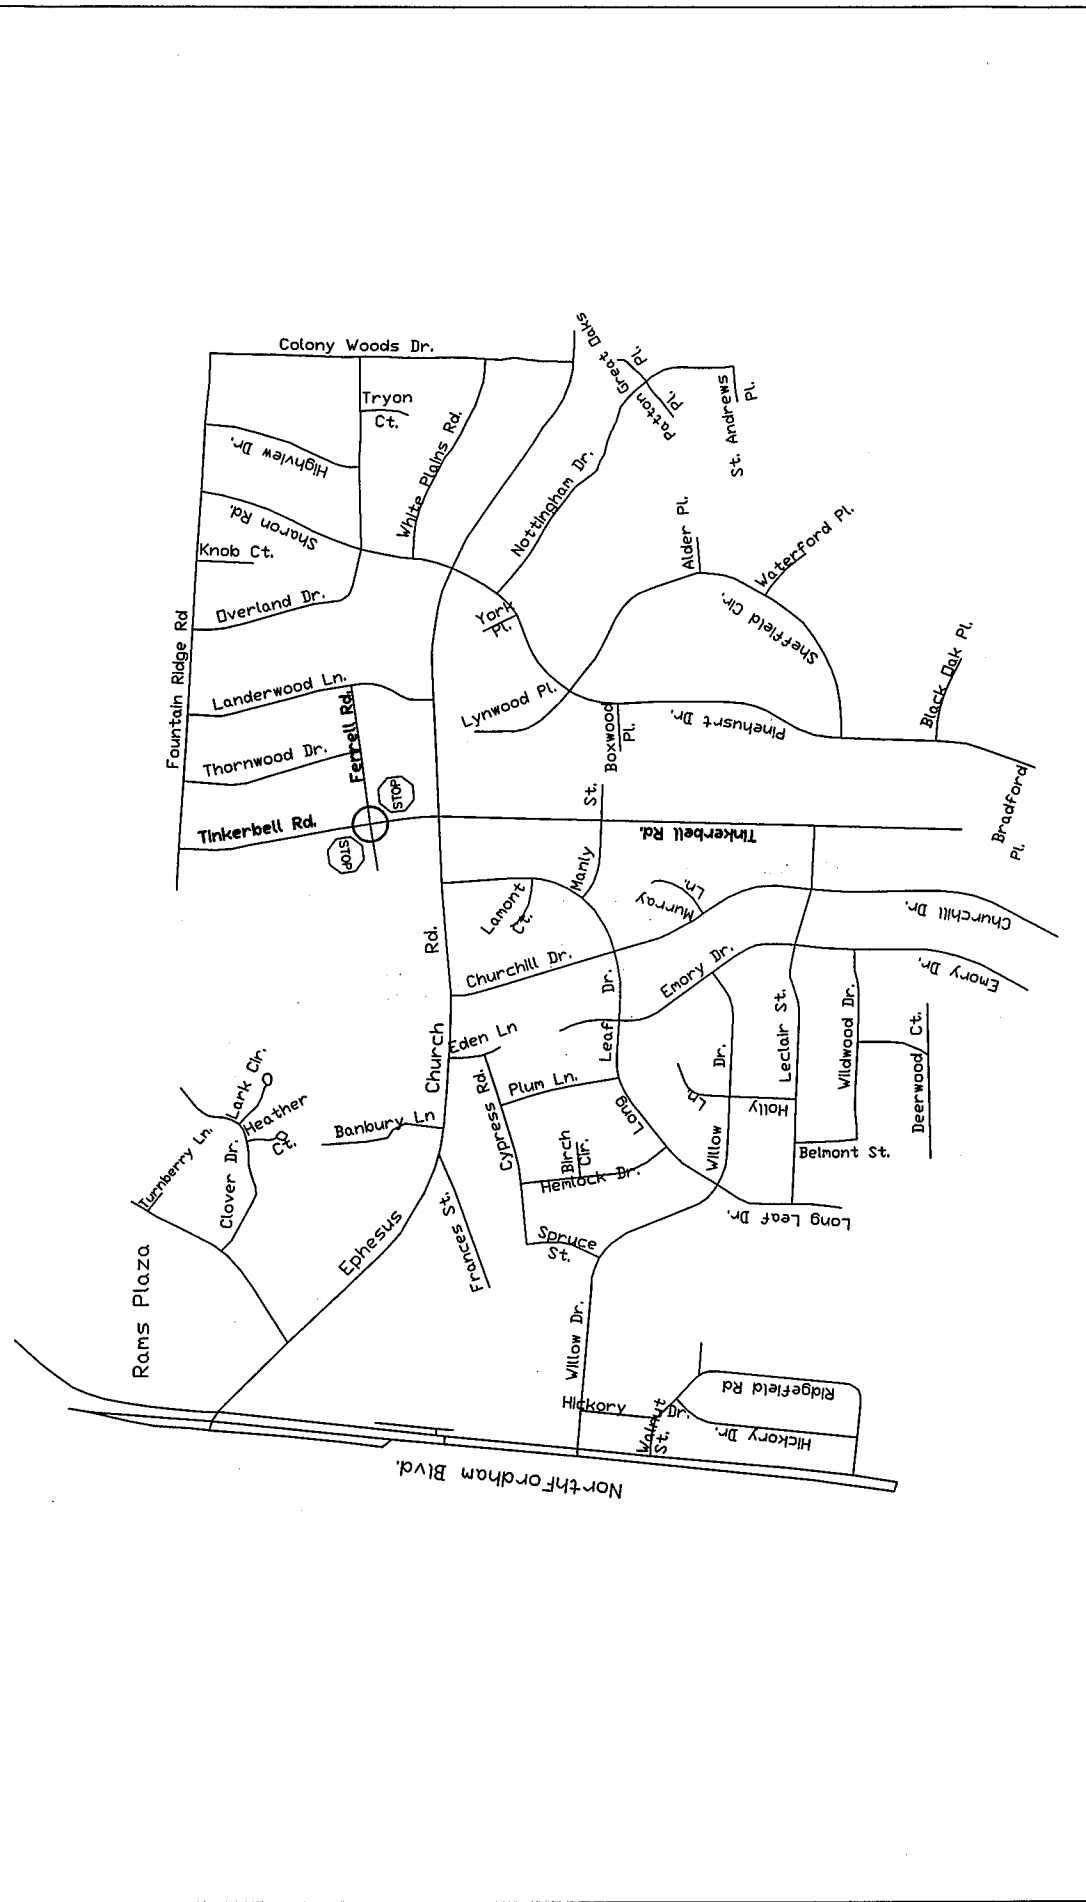 Colony Woods Dr.
Great Oaks
Pl.
Patton
Pl.
St. Andrews
Pl.
Tryon
Ct.
White Plains Rd.
Highview Dr.
Nottingham Dr.
Sharon Rd.
Knob Ct.
Alder Pl.
Waterford Pl.
Sheffield Cir.
Overland Dr.
York
Pl.
Fountain Ridge Rd
Landerwood Ln.
Lynwood Pl.
Black Oak Pl.
Ferrell Rd.
Boxwood
Pl.
Pinehusrt Dr.
Thornwood Dr.
Bradford
Pl.
STOP
Tinkerbell Rd.
STOP
Manly St.
Tinkerbell Rd.
Lamont
Ct.
Murray
Ln.
Churchill Dr.
Churchill Dr.
Emory Dr.
Emory Dr.
Ephesus Church Rd.
Eden Ln
Long Leaf Dr.
Leclair St.
Wildwood Dr.
Deerwood Ct.
Plum Ln.
Cypress Rd.
Willow Dr.
Holly
Ln.
Lark Cir.
Heather
Ct.
Banbury Ln
Turnberry Ln.
Clover Dr.
Birch
Cir.
Hemlock Dr.
Belmont St.
Frances St.
Spruce
St.
Long Leaf Dr.
Rams Plaza
Willow Dr.
Hickory Dr.
Walnut
St.
Ridgefield Rd
Hickory Dr.
NorthFordham Blvd.